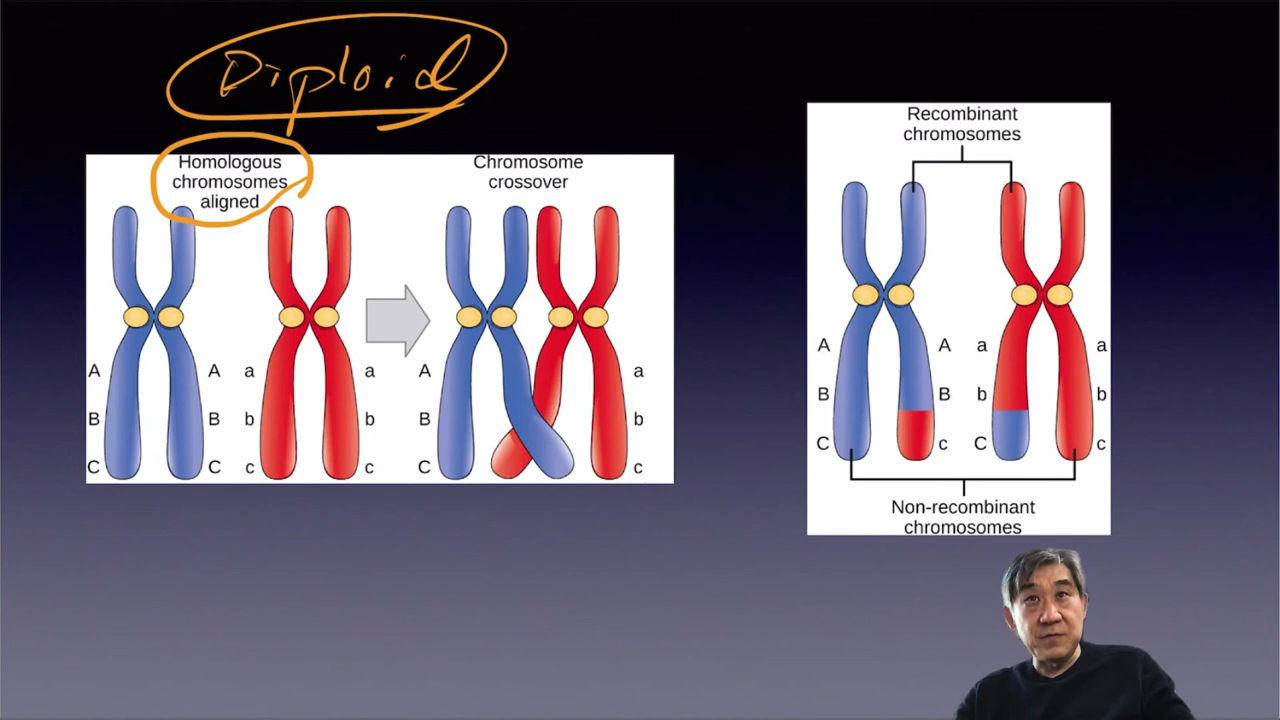 Diploid
Homologous
chromosomes
aligned
Chromosome
crossover
A A a a A a
B B b b B b
C C c c C c
Recombinant
chromosomes
A A a a
B B b b
C c C c
Non-recombinant
chromosomes